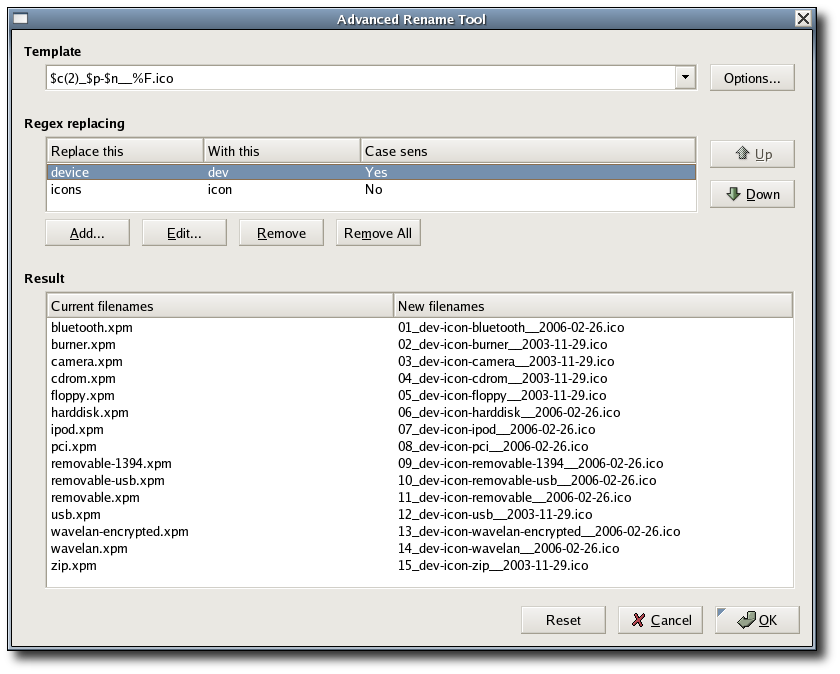 Advanced Rename Tool
Template
$c(2)_$p-$n__%F.ico
Options...
Regex replacing
Replace this With this Case sens
device dev Yes
icons icon No
Up
Down
Add... Edit... Remove Remove All
Result
Current filenames New filenames
bluetooth.xpm 01_dev-icon-bluetooth__2006-02-26.ico
burner.xpm 02_dev-icon-burner__2003-11-29.ico
camera.xpm 03_dev-icon-camera__2003-11-29.ico
cdrom.xpm 04_dev-icon-cdrom__2003-11-29.ico
floppy.xpm 05_dev-icon-floppy__2003-11-29.ico
harddisk.xpm 06_dev-icon-harddisk__2006-02-26.ico
ipod.xpm 07_dev-icon-ipod__2006-02-26.ico
pci.xpm 08_dev-icon-pci__2006-02-26.ico
removable-1394.xpm 09_dev-icon-removable-1394__2006-02-26.ico
removable-usb.xpm 10_dev-icon-removable-usb__2006-02-26.ico
removable.xpm 11_dev-icon-removable__2006-02-26.ico
usb.xpm 12_dev-icon-usb__2003-11-29.ico
wavelan-encrypted.xpm 13_dev-icon-wavelan-encrypted__2006-02-26.ico
wavelan.xpm 14_dev-icon-wavelan__2006-02-26.ico
zip.xpm 15_dev-icon-zip__2003-11-29.ico
Reset Cancel OK